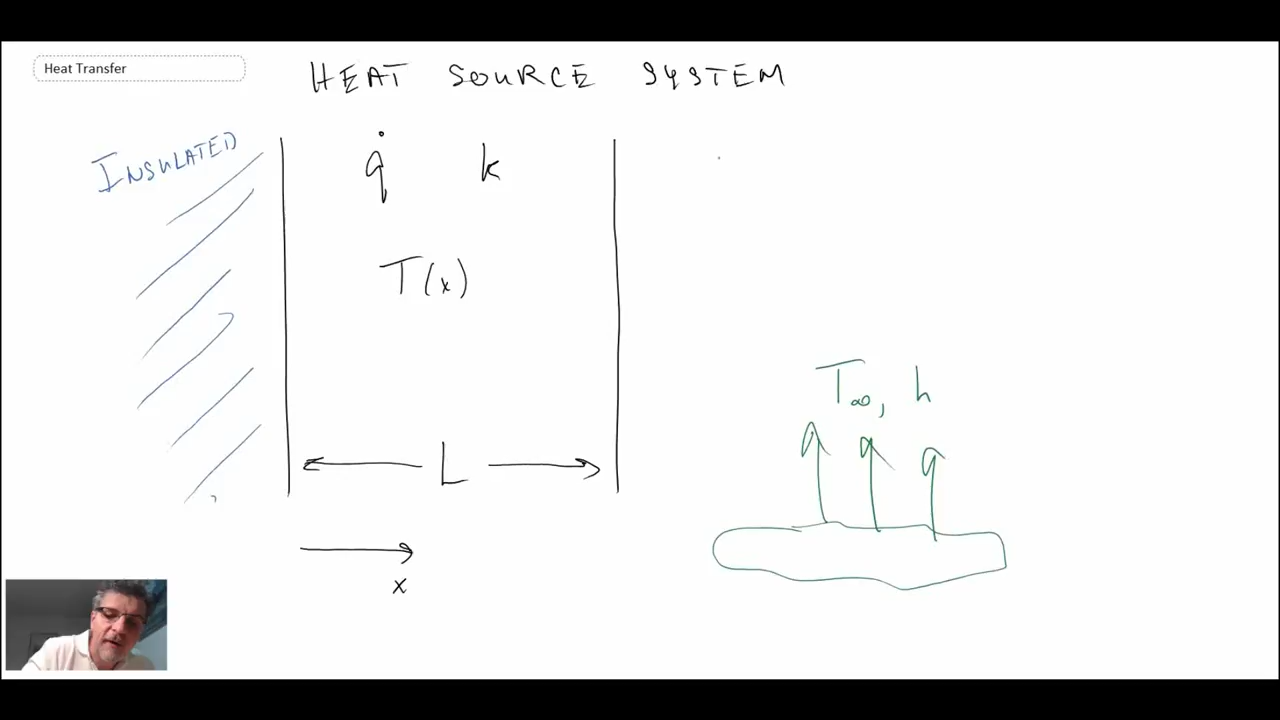 Heat Transfer
HEAT SOURCE SYSTEM
INSULATED
q̇ k
T(x)
T∞, h
L
x